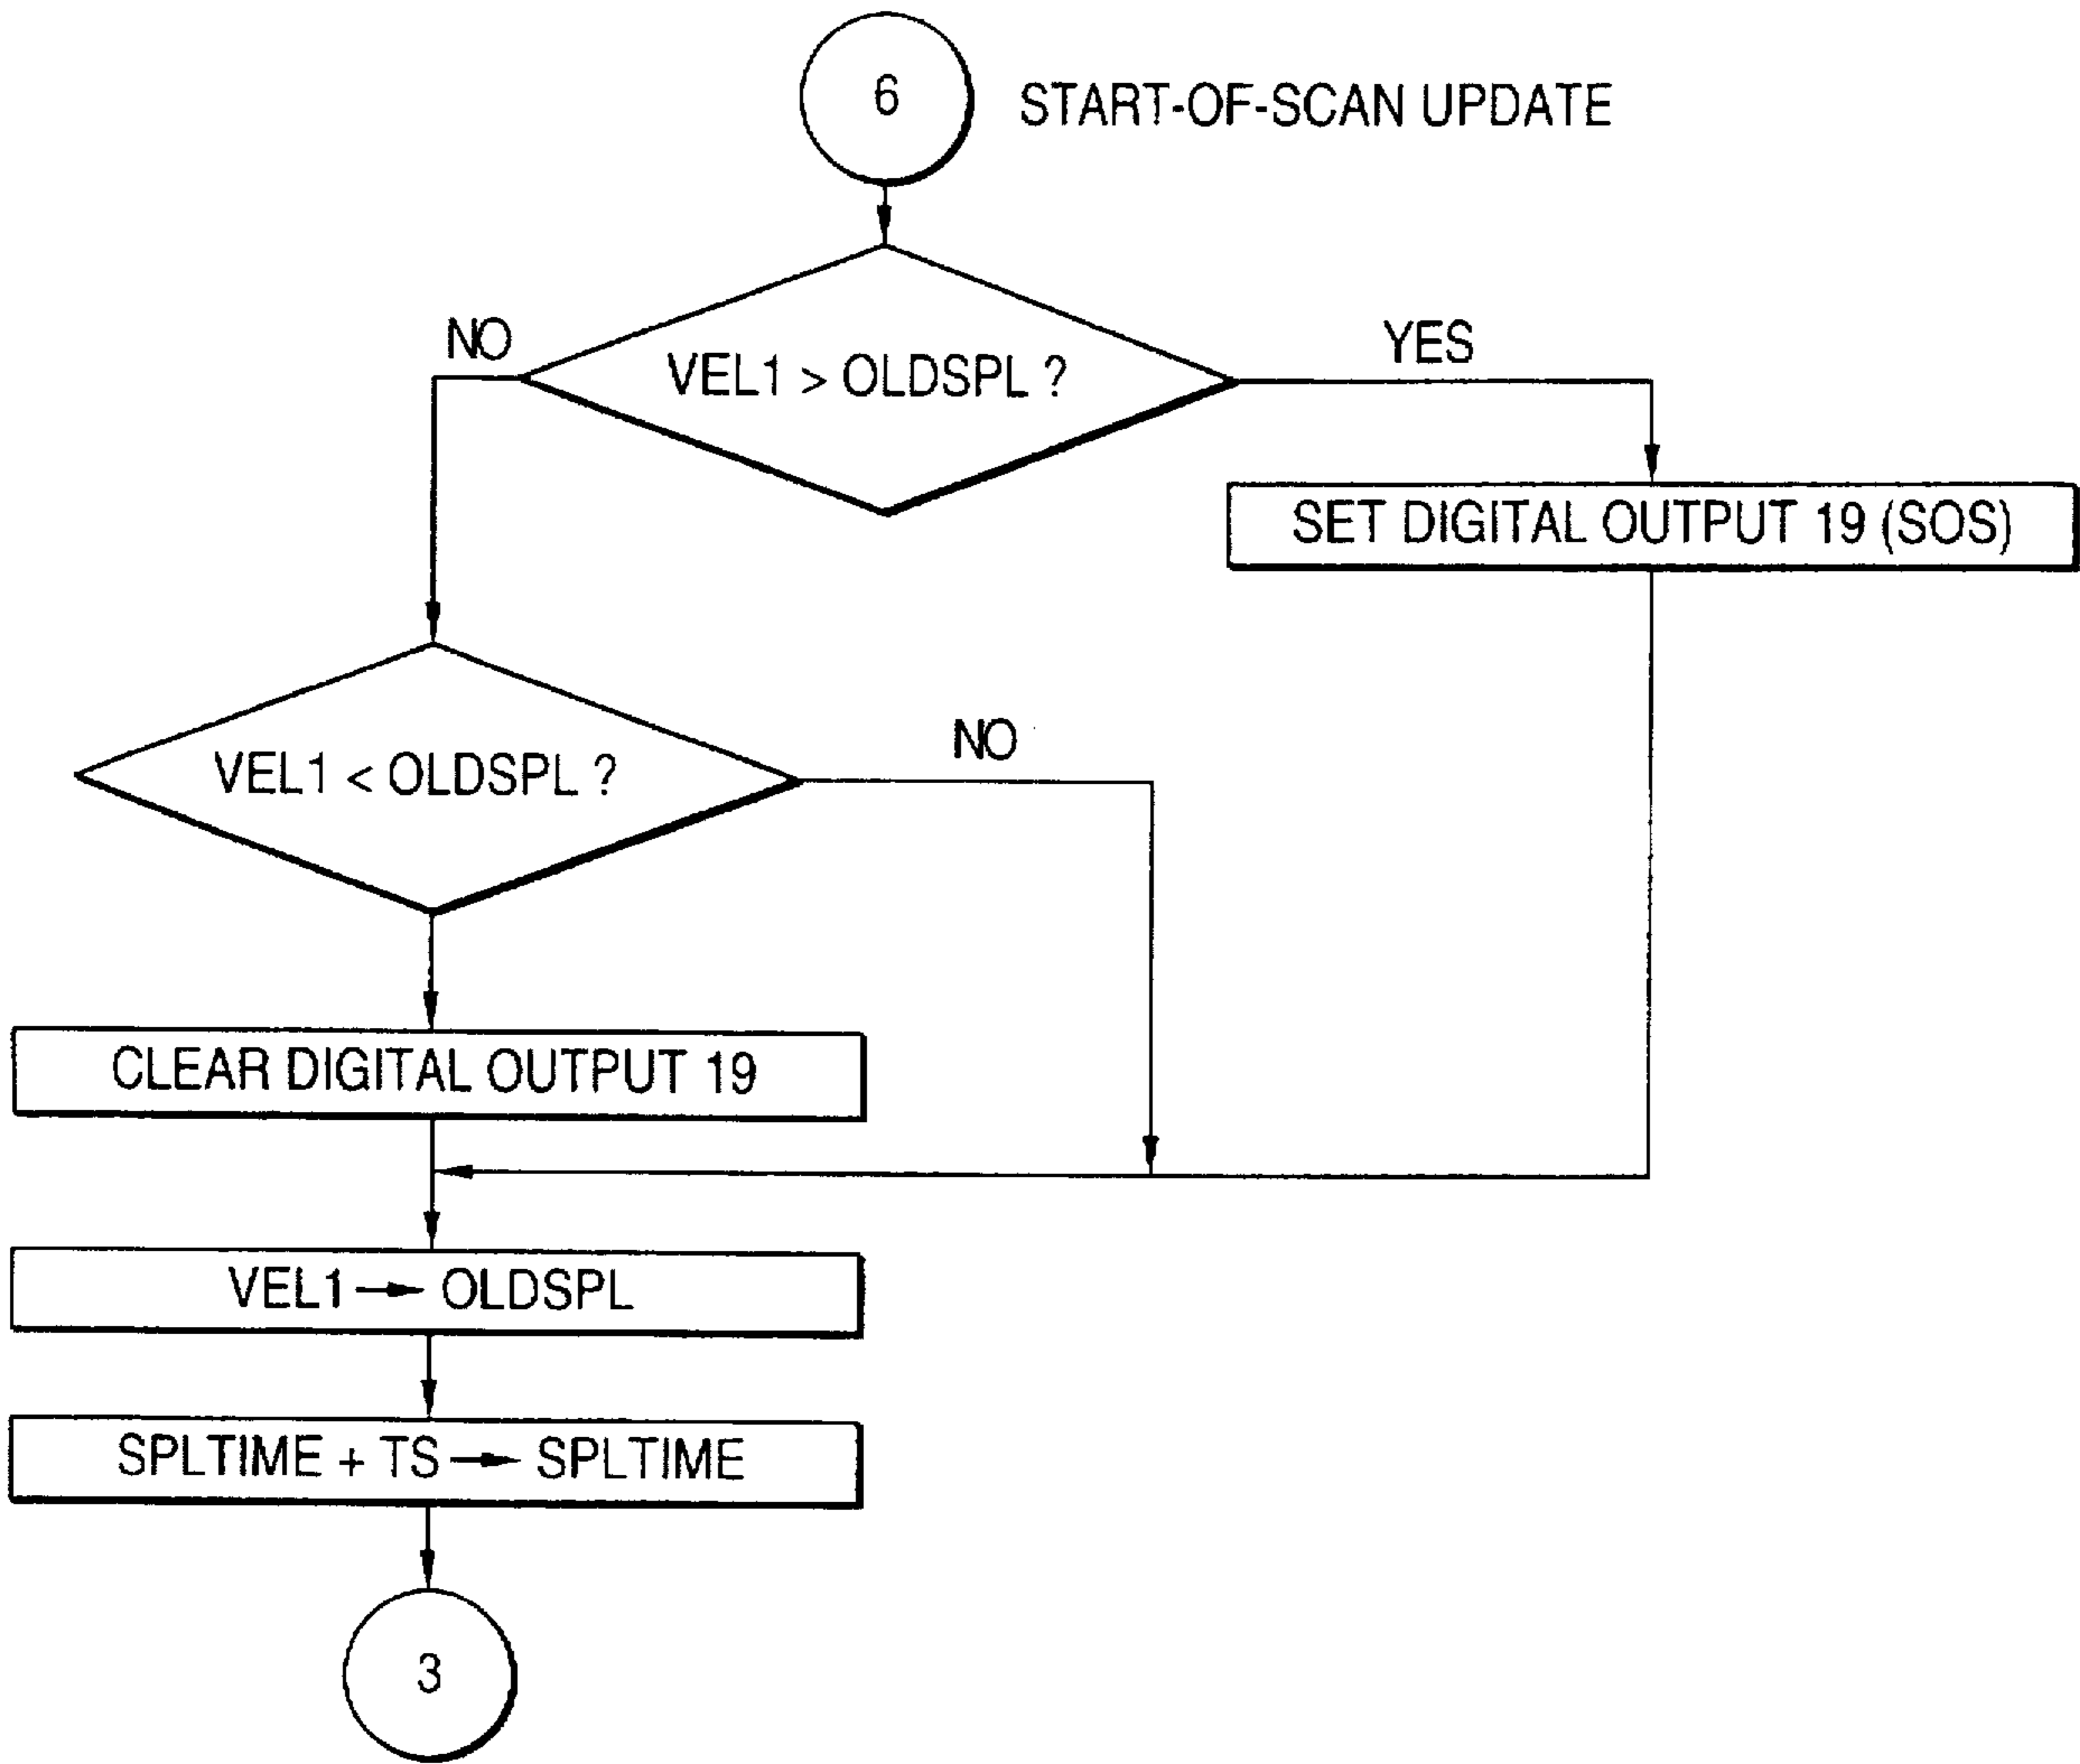 6
START-OF-SCAN UPDATE
NO
VEL1 > OLDSPL ?
YES
SET DIGITAL OUTPUT 19 (SOS)
VEL1 < OLDSPL ?
NO
CLEAR DIGITAL OUTPUT 19
VEL1 → OLDSPL
SPLTIME + TS → SPLTIME
3